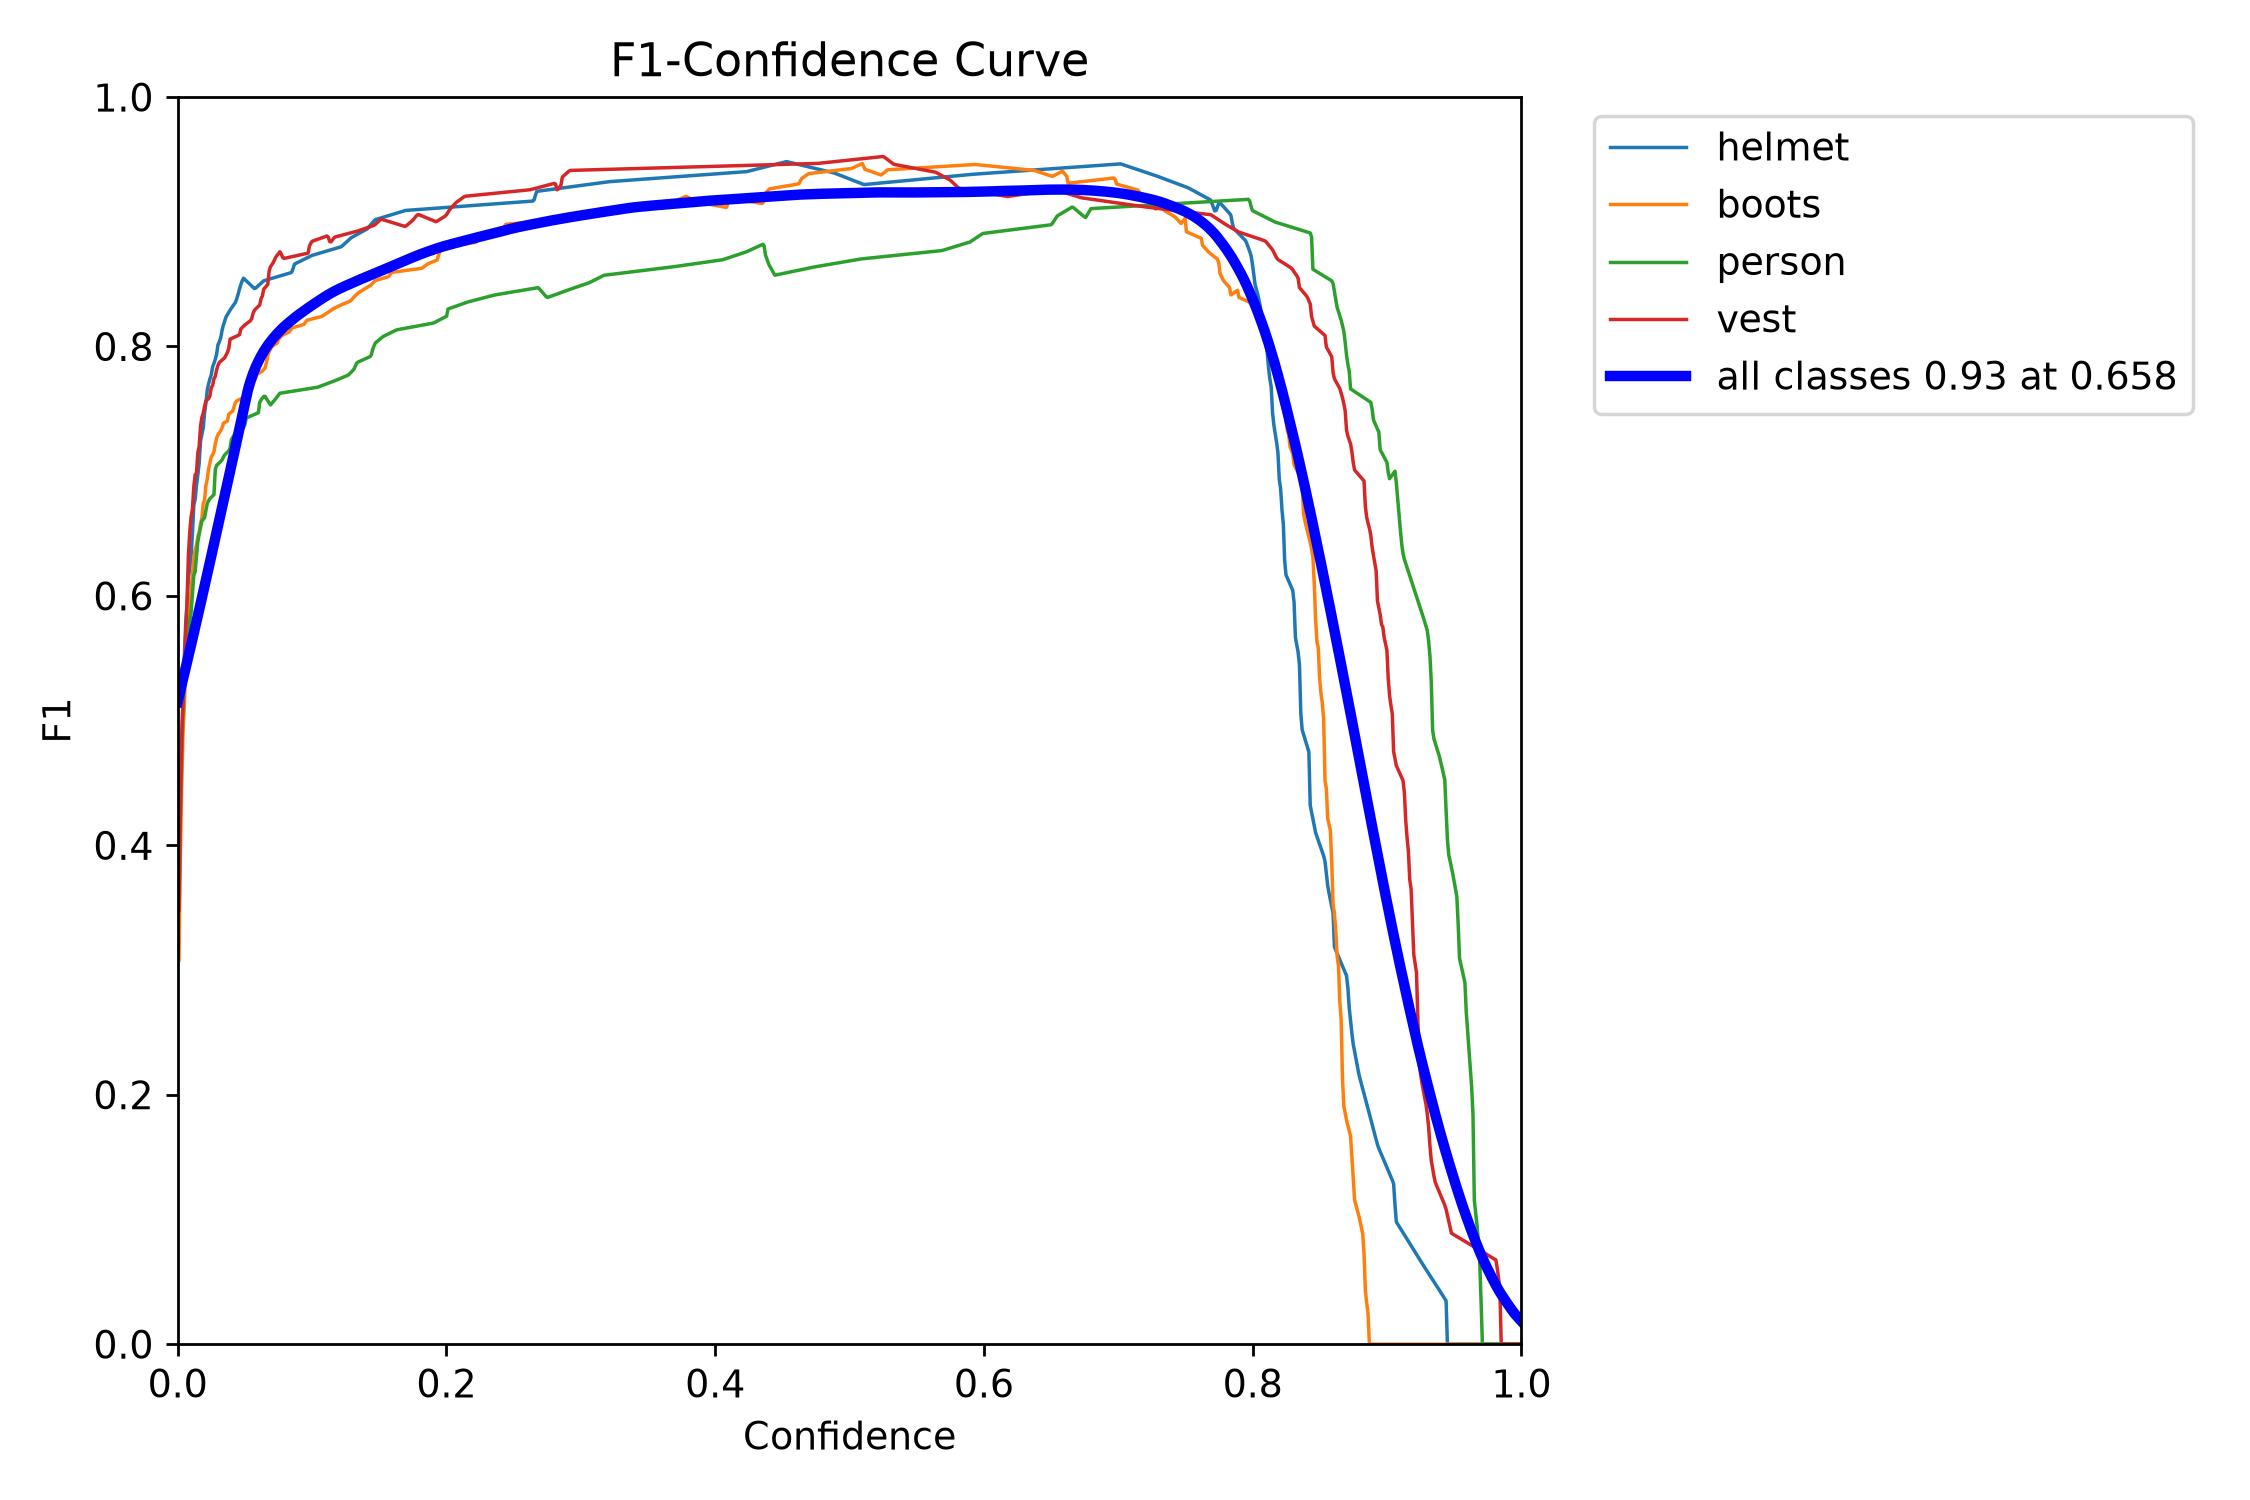 F1-Confidence Curve
1.0
0.8
0.6
0.4
0.2
0.0
F1
0.0 0.2 0.4 0.6 0.8 1.0
Confidence
helmet
boots
person
vest
all classes 0.93 at 0.658